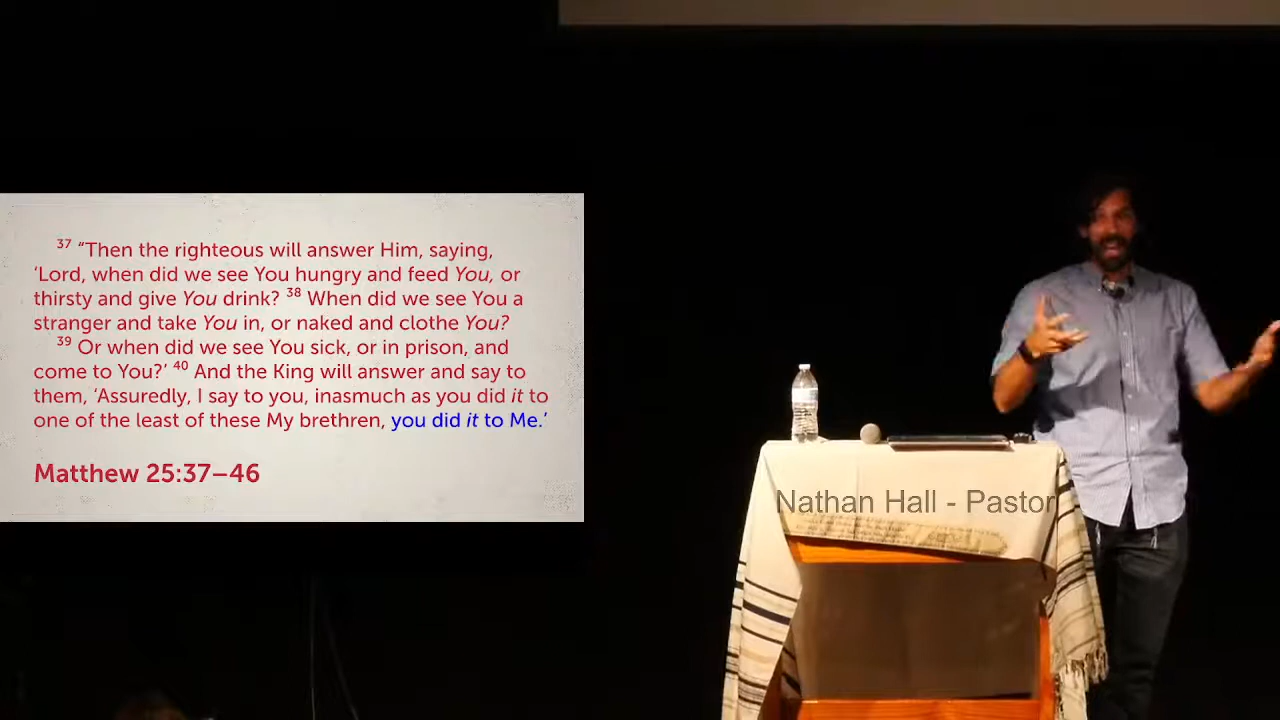 37 “Then the righteous will answer Him, saying,
‘Lord, when did we see You hungry and feed You, or
thirsty and give You drink? 38 When did we see You a
stranger and take You in, or naked and clothe You?
39 Or when did we see You sick, or in prison, and
come to You?’ 40 And the King will answer and say to
them, ‘Assuredly, I say to you, inasmuch as you did it to
one of the least of these My brethren, you did it to Me.’
Matthew 25:37–46
Nathan Hall - Pastor